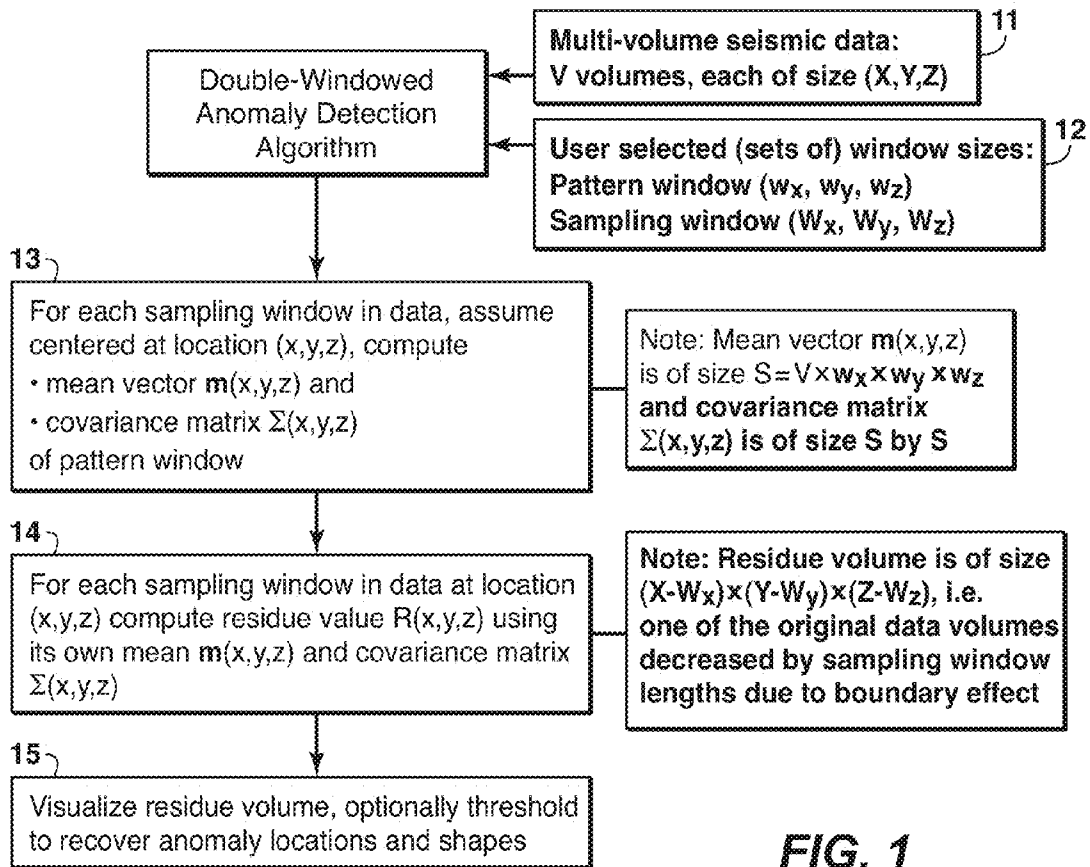 11
Multi-volume seismic data:
V volumes, each of size (X,Y,Z)
Double-Windowed
Anomaly Detection
Algorithm
12
User selected (sets of) window sizes:
Pattern window (wx, wy, wz)
Sampling window (Wx, Wy, Wz)
13
For each sampling window in data, assume
centered at location (x,y,z), compute
• mean vector m(x,y,z) and
• covariance matrix Σ(x,y,z)
of pattern window
Note: Mean vector m(x,y,z)
is of size S=V×wx×wy×wz
and covariance matrix
Σ(x,y,z) is of size S by S
14
For each sampling window in data at location
(x,y,z) compute residue value R(x,y,z) using
its own mean m(x,y,z) and covariance matrix
Σ(x,y,z)
Note: Residue volume is of size
(X-Wx)×(Y-Wy)×(Z-Wz), i.e.
one of the original data volumes
decreased by sampling window
lengths due to boundary effect
15
Visualize residue volume, optionally threshold
to recover anomaly locations and shapes
FIG. 1